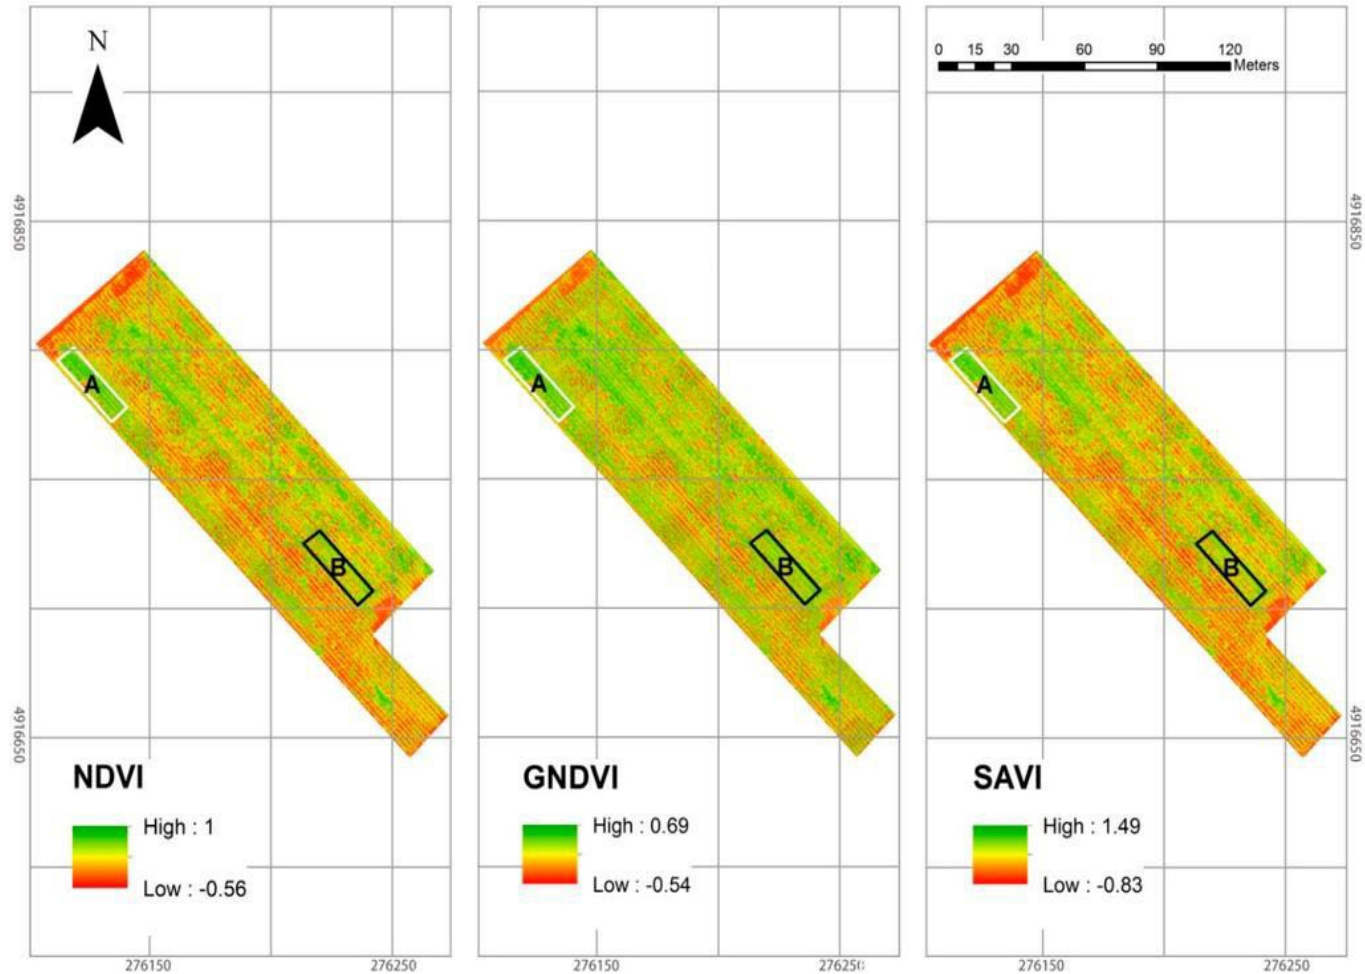 N
0 15 30 60 90 120
Meters
4916850
4916850
A
A
A
B
B
B
4916650
4916650
NDVI
High : 1
Low : -0.56
GNDVI
High : 0.69
Low : -0.54
SAVI
High : 1.49
Low : -0.83
276150 276250
276150 276250
276150 276250